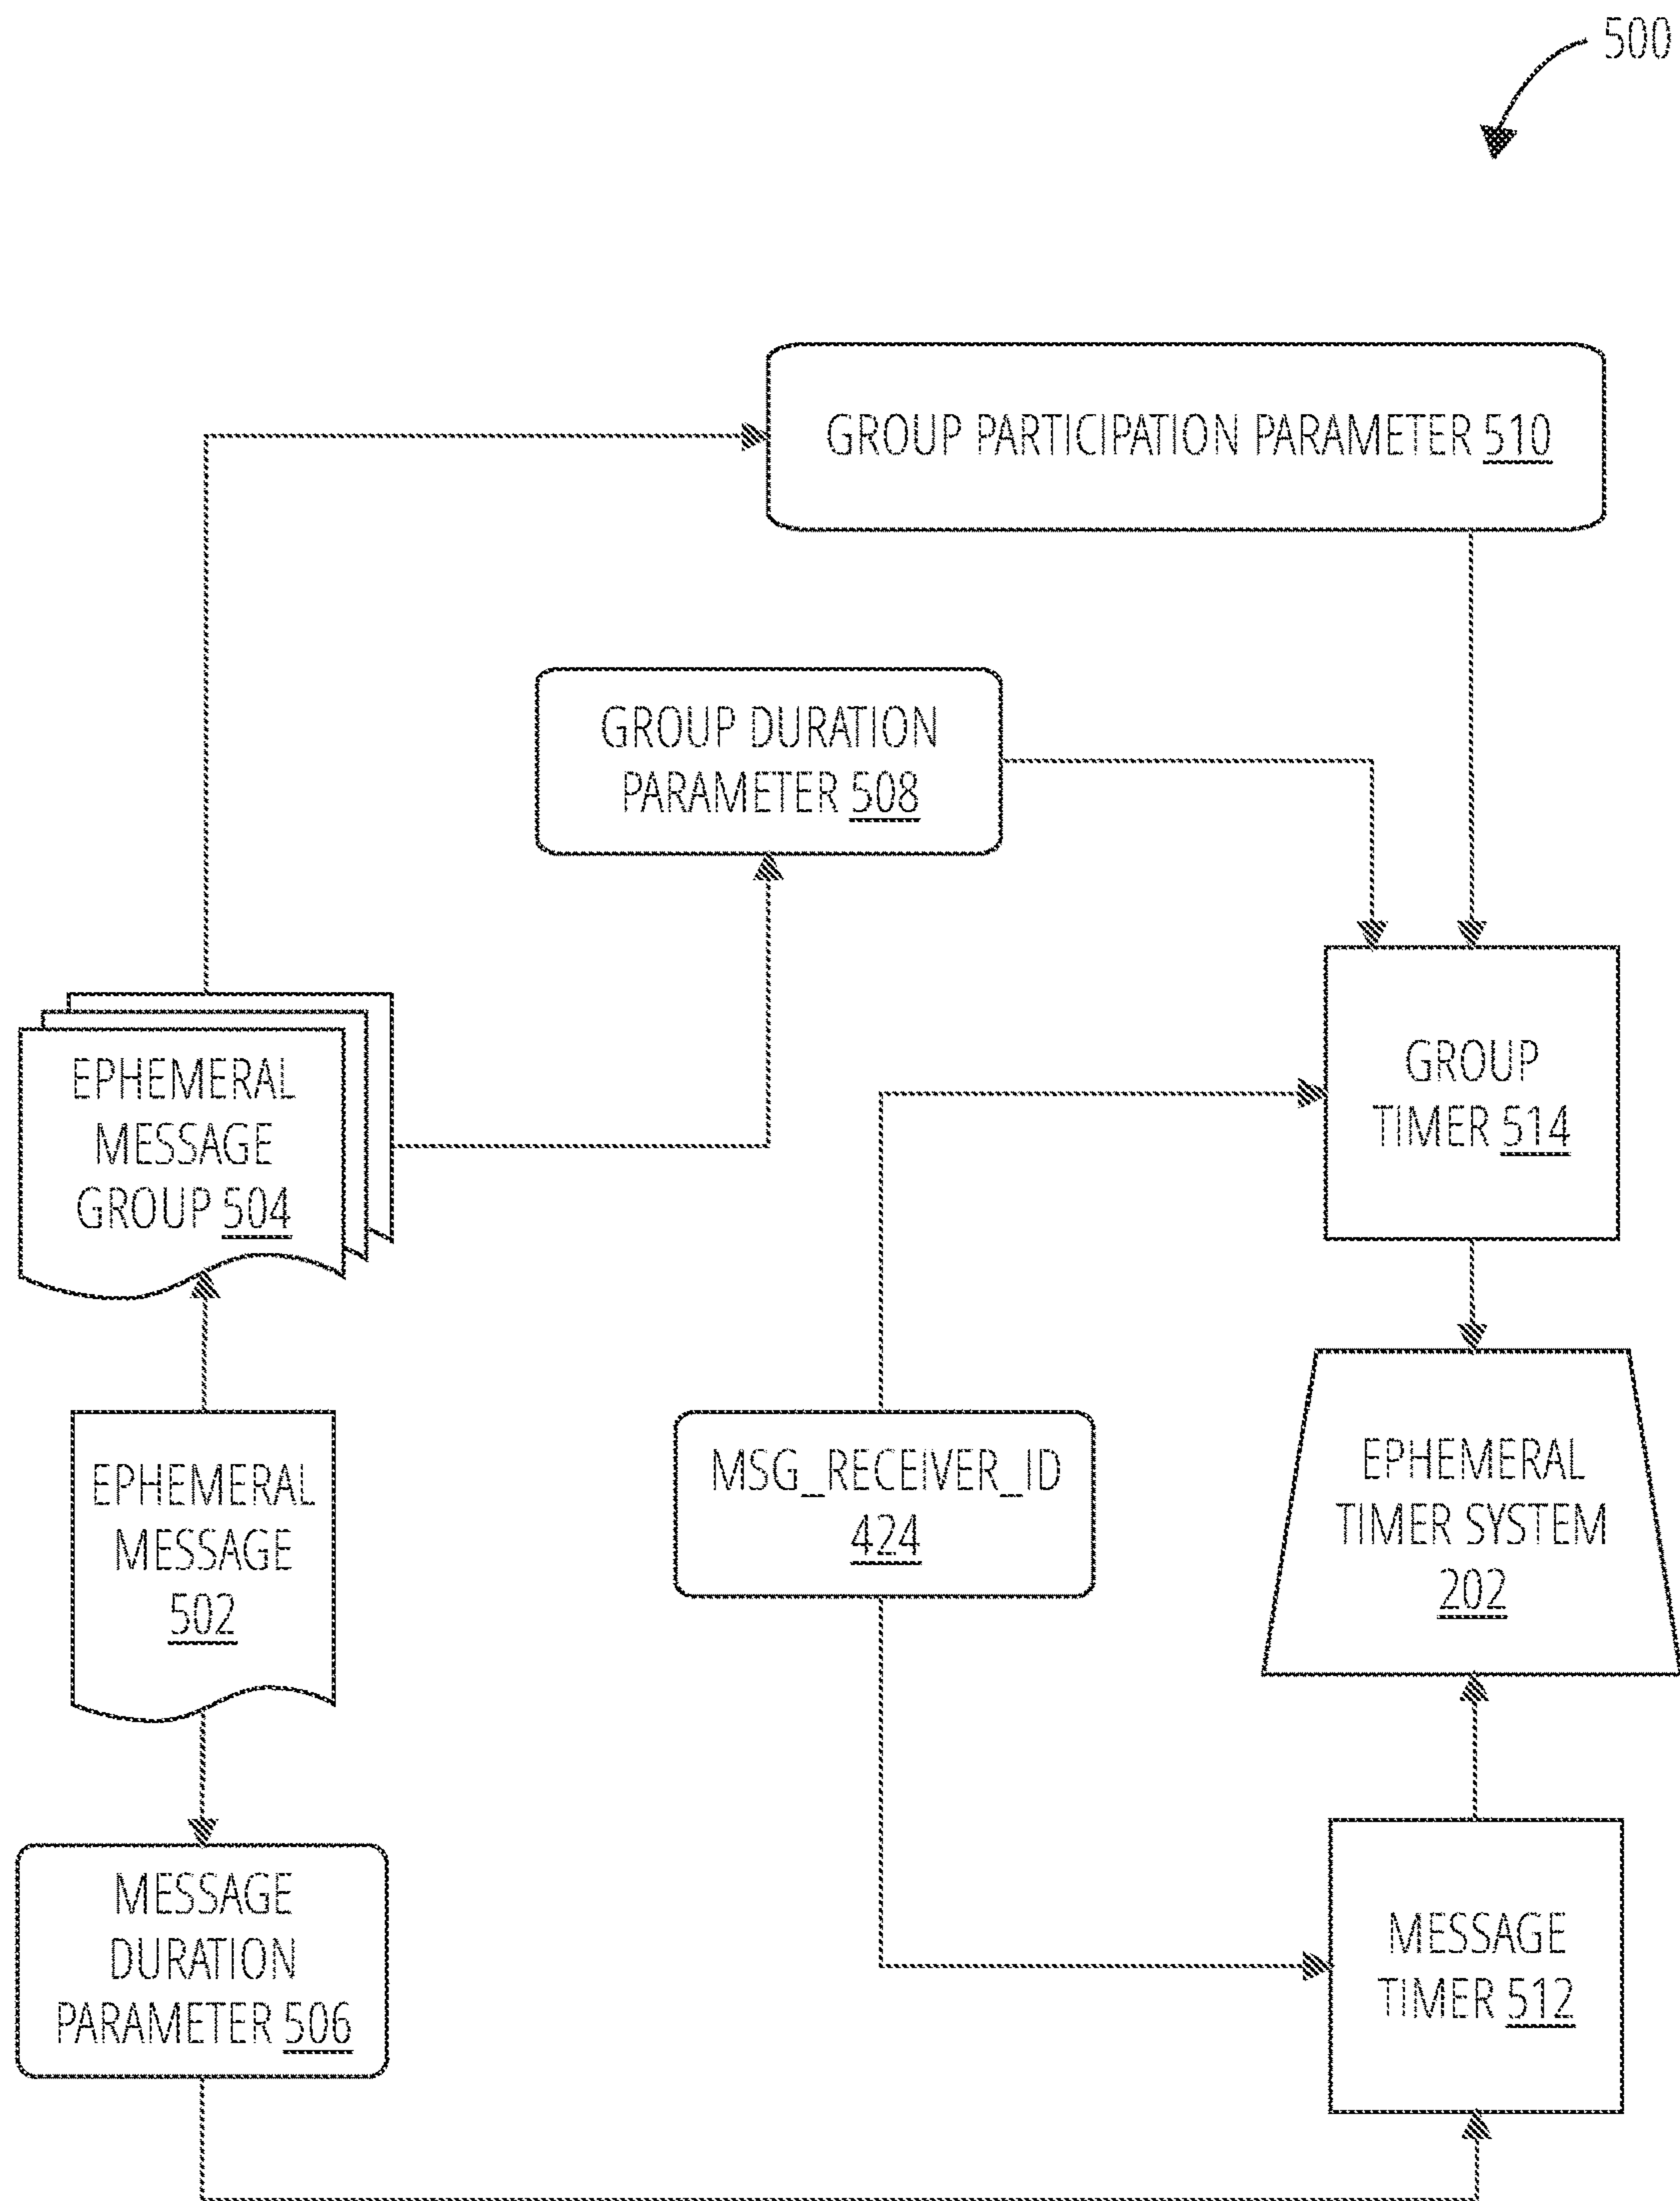 500
GROUP PARTICIPATION PARAMETER 510
GROUP DURATION
PARAMETER 508
EPHEMERAL
MESSAGE
GROUP 504
GROUP
TIMER 514
EPHEMERAL
MESSAGE
502
MSG_RECEIVER_ID
424
EPHEMERAL
TIMER SYSTEM
202
MESSAGE
DURATION
PARAMETER 506
MESSAGE
TIMER 512